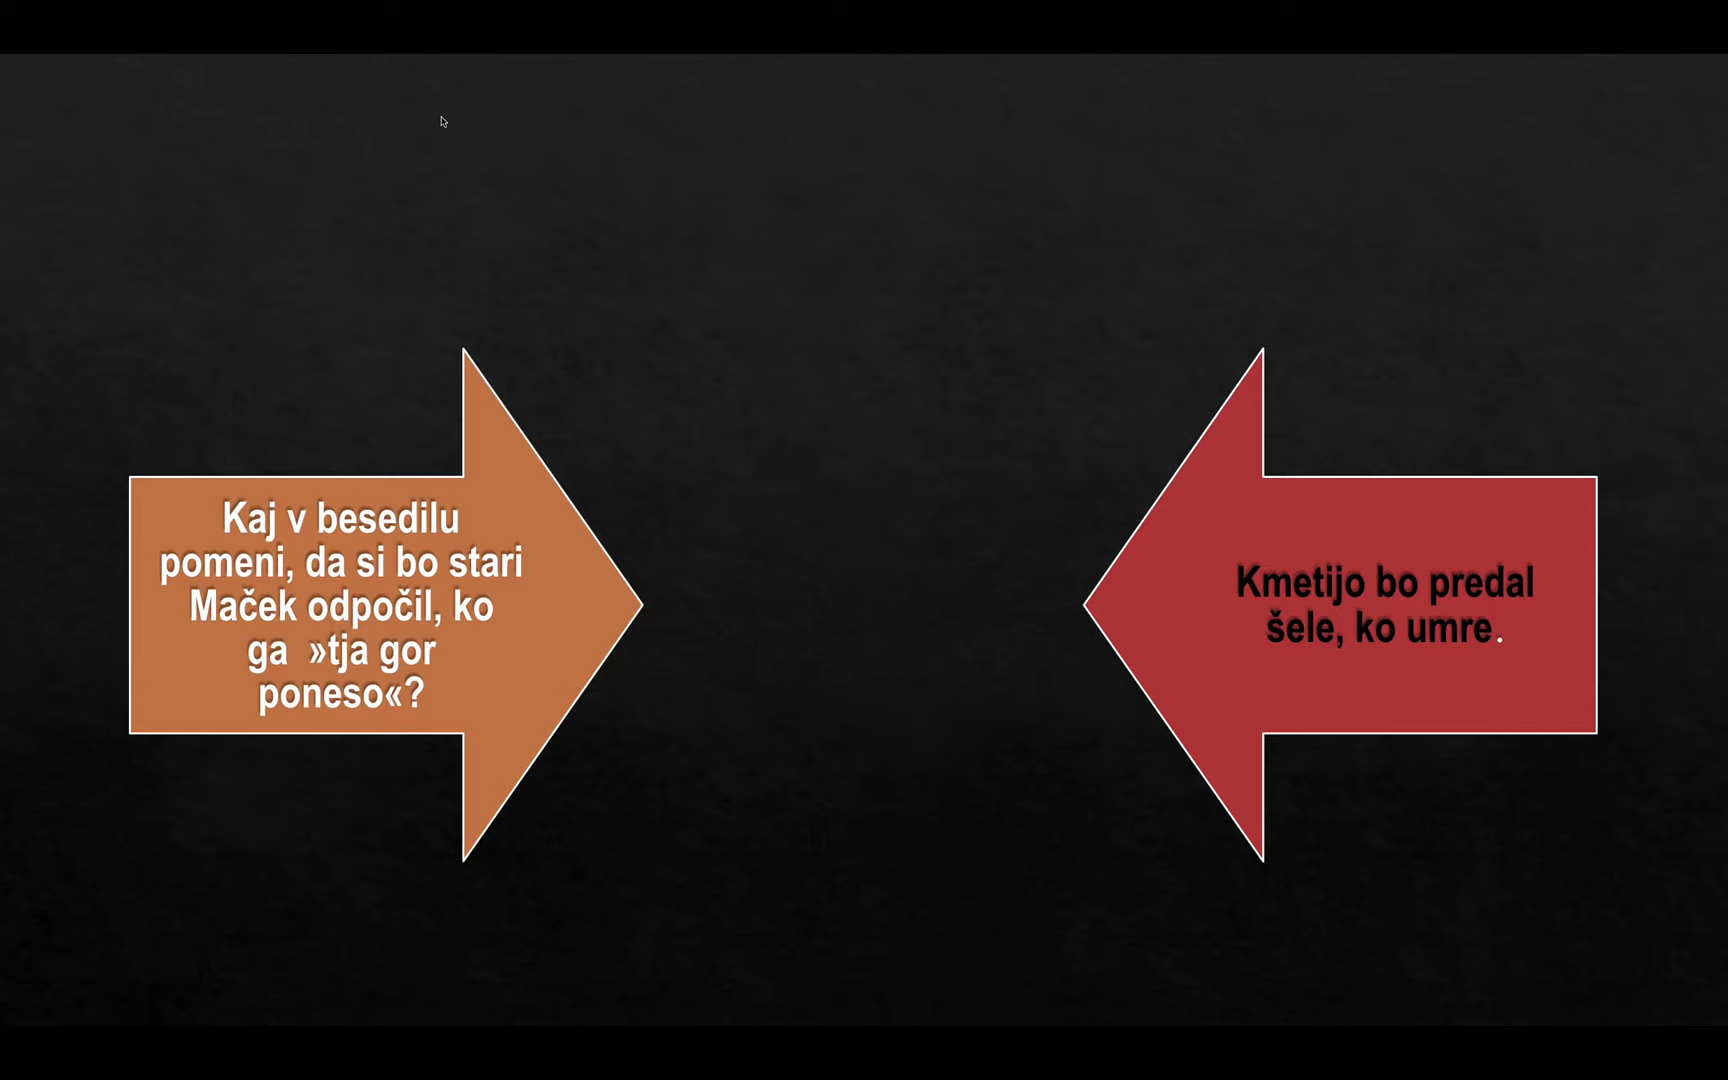 Kaj v besedilu
pomeni, da si bo stari
Maček odpočil, ko
ga »tja gor
poneso«?
Kmetijo bo predal
šele, ko umre.